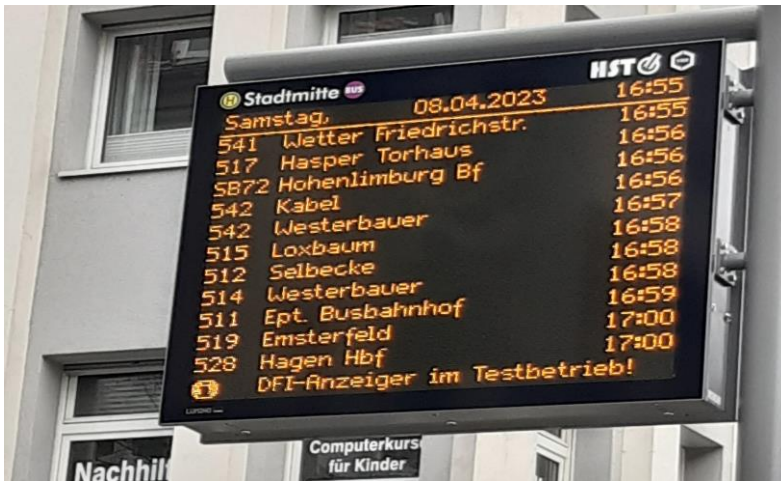 H Stadtmitte BUS HST
Samstag, 08.04.2023 16:55
541 Wetter Friedrichstr. 16:55
517 Hasper Torhaus 16:56
SB72 Hohenlimburg Bf 16:56
542 Kabel 16:56
542 Westerbauer 16:57
515 Loxbaum 16:58
512 Selbecke 16:58
514 Westerbauer 16:58
511 Ept. Busbahnhof 16:59
519 Emsterfeld 17:00
528 Hagen Hbf 17:00
DFI-Anzeiger im Testbetrieb!
LUMINO
Nachhil
Computerkurs
für Kinder